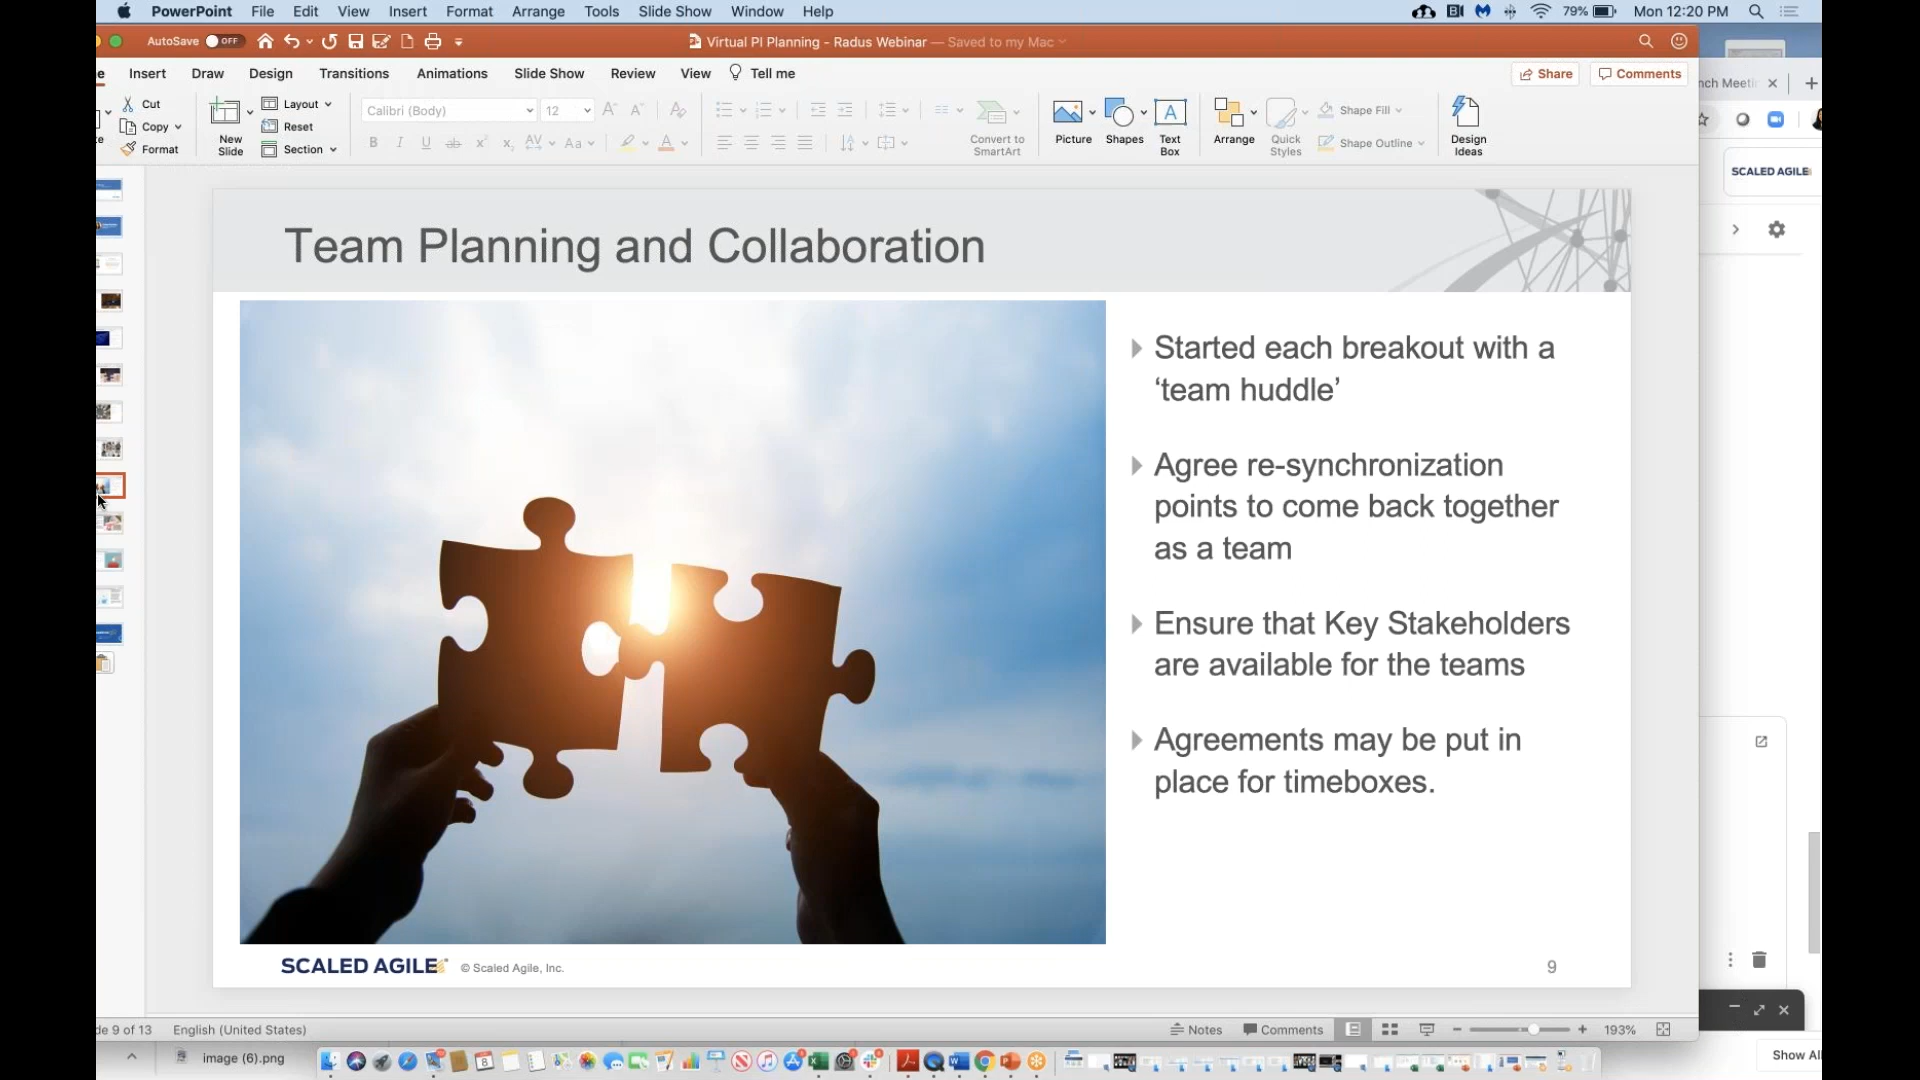 PowerPoint File Edit View Insert Format Arrange Tools Slide Show Window Help 79% Mon 12:20 PM
AutoSave OFF Virtual PI Planning - Radus Webinar — Saved to my Mac
e Insert Draw Design Transitions Animations Slide Show Review View Tell me Share Comments
Cut Copy Format
New Slide
Layout Reset Section
Calibri (Body) 12
Convert to SmartArt
Picture Shapes Text Box Arrange Quick Styles
Shape Fill
Shape Outline
Design Ideas
nch Meeti
SCALED AGILE
Team Planning and Collaboration
Started each breakout with a
‘team huddle’
Agree re-synchronization
points to come back together
as a team
Ensure that Key Stakeholders
are available for the teams
Agreements may be put in
place for timeboxes.
SCALED AGILE © Scaled Agile, Inc. 9
de 9 of 13 English (United States) Notes Comments 193%
image (6).png Show All